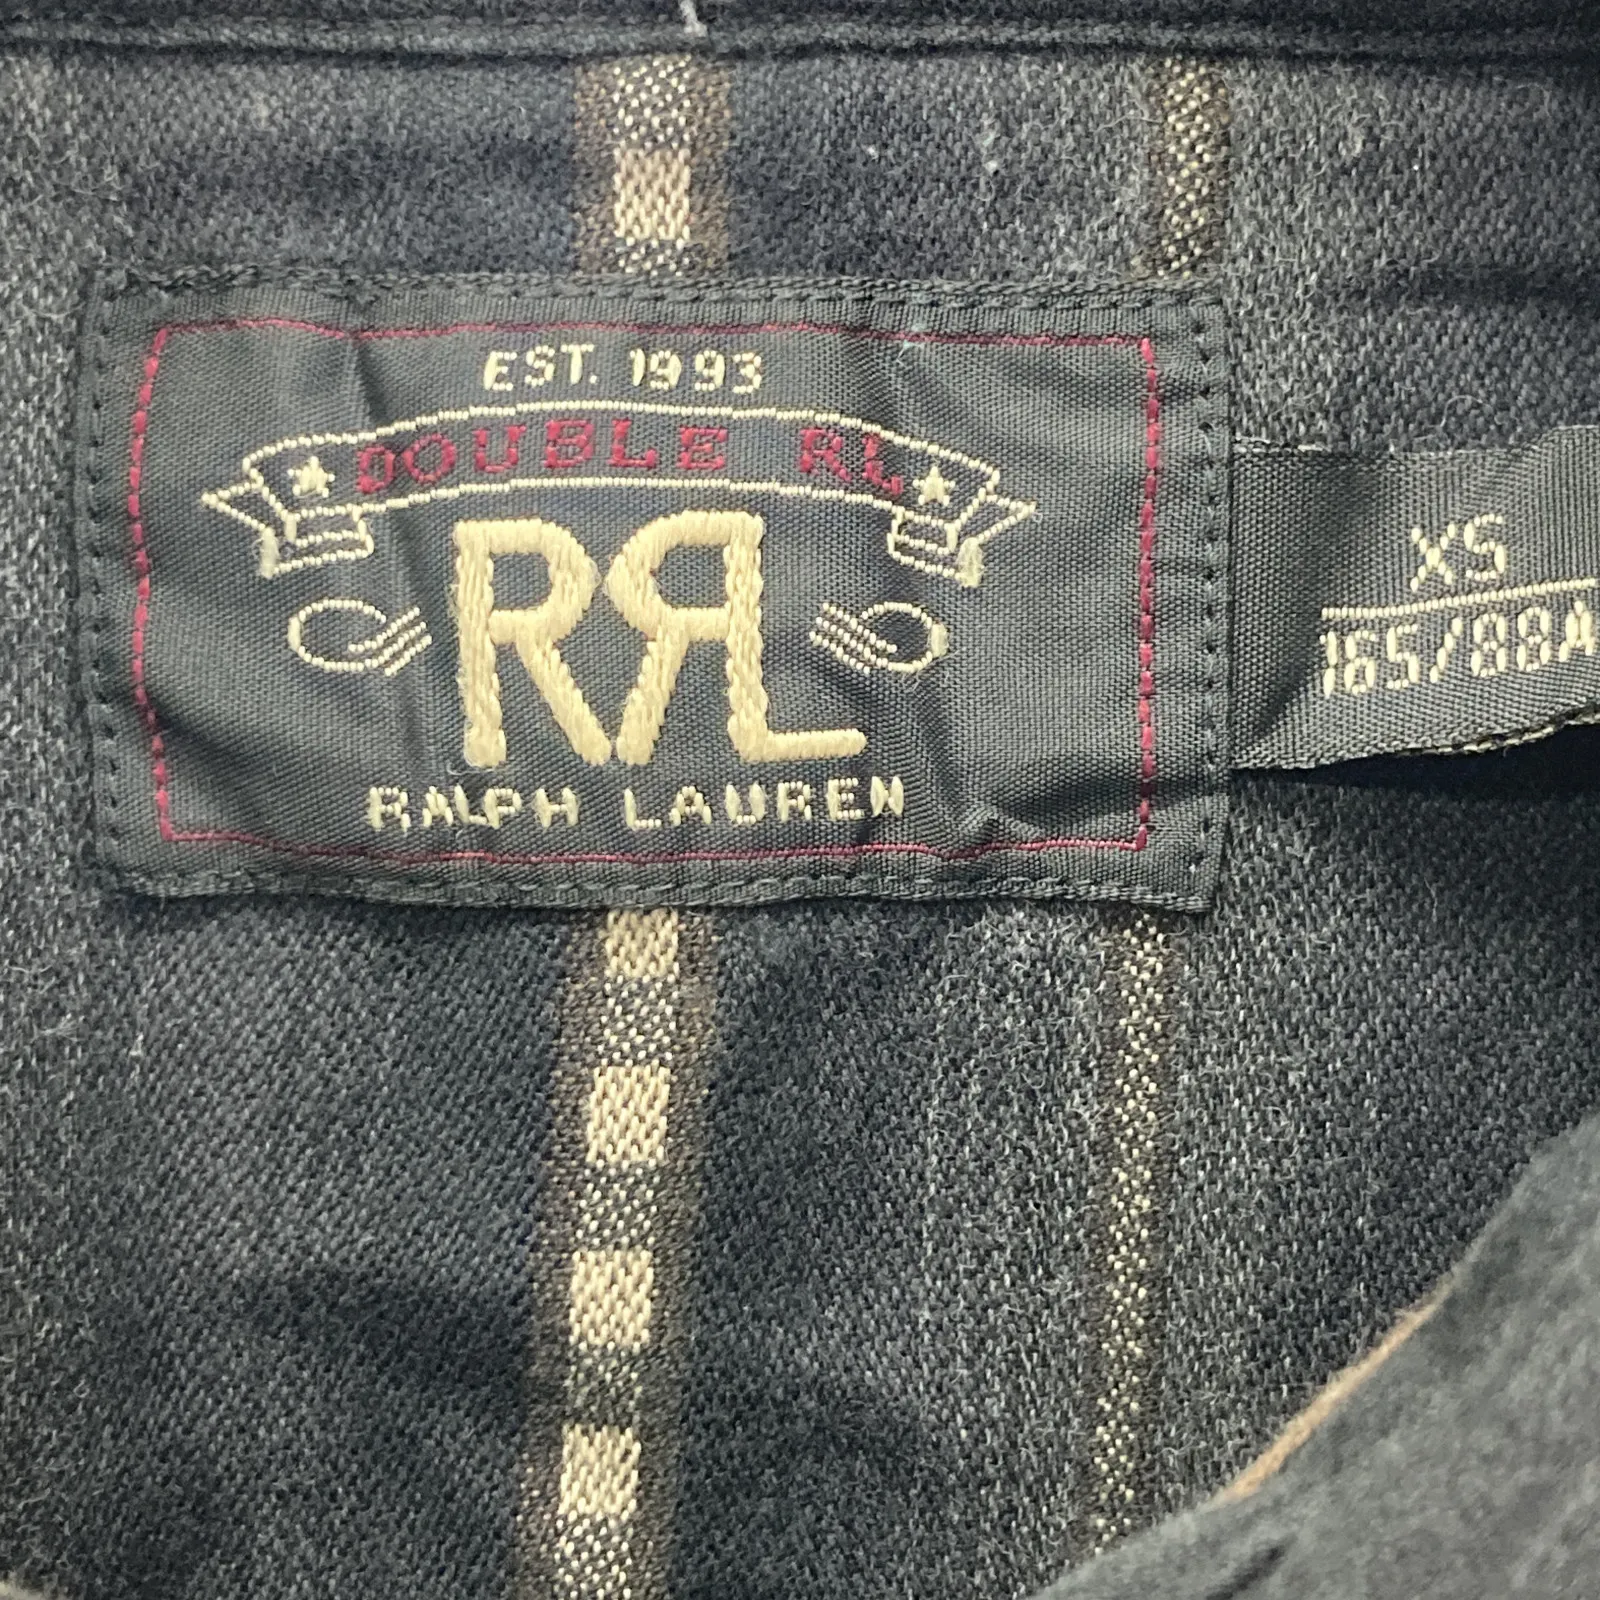 EST. 1993
DOUBLE RL
RRL
RALPH LAUREN
XS
165/88A